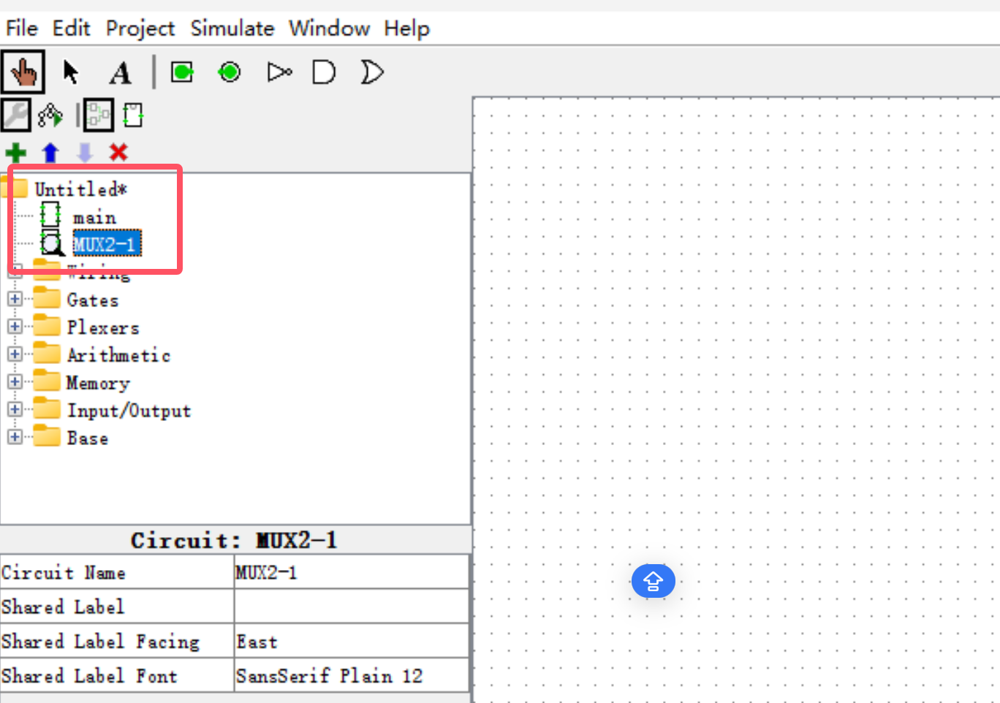 File Edit Project Simulate Window Help
A
Untitled*
main
MUX2-1
Wiring
Gates
Plexers
Arithmetic
Memory
Input/Output
Base
Circuit: MUX2-1
Circuit Name MUX2-1
Shared Label
Shared Label Facing East
Shared Label Font SansSerif Plain 12